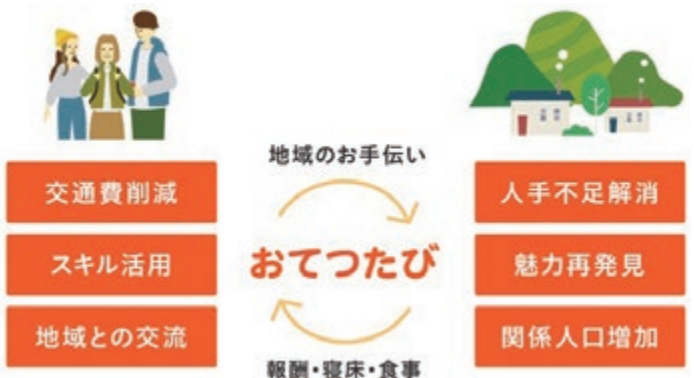 地域のお手伝い
交通費削減
人手不足解消
スキル活用
おてつたび
魅力再発見
地域との交流
関係人口増加
報酬・寝床・食事